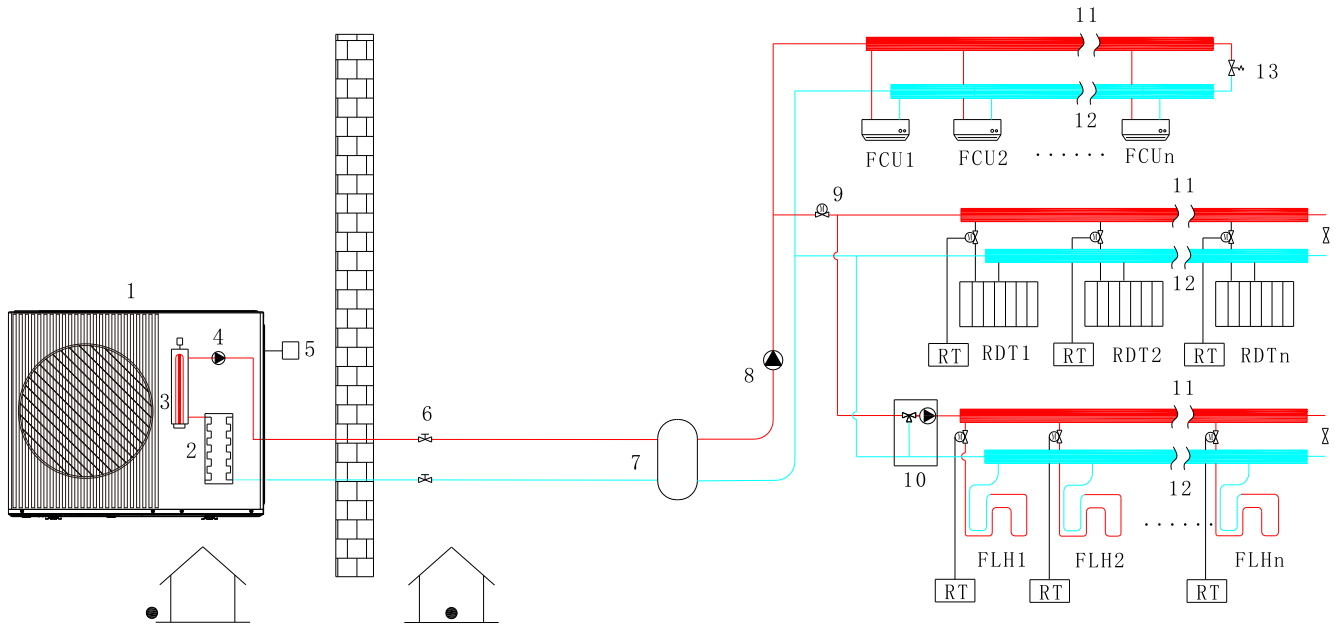 11
13
12
FCU1 FCU2 ······ FCUn
9 11
12
RT RDT1 RT RDT2 RT RDTn
1
4
5
3
2
6
7
8
11
10
12
FLH1 FLH2 ······ FLHn
RT RT RT
M
M M M
M M M